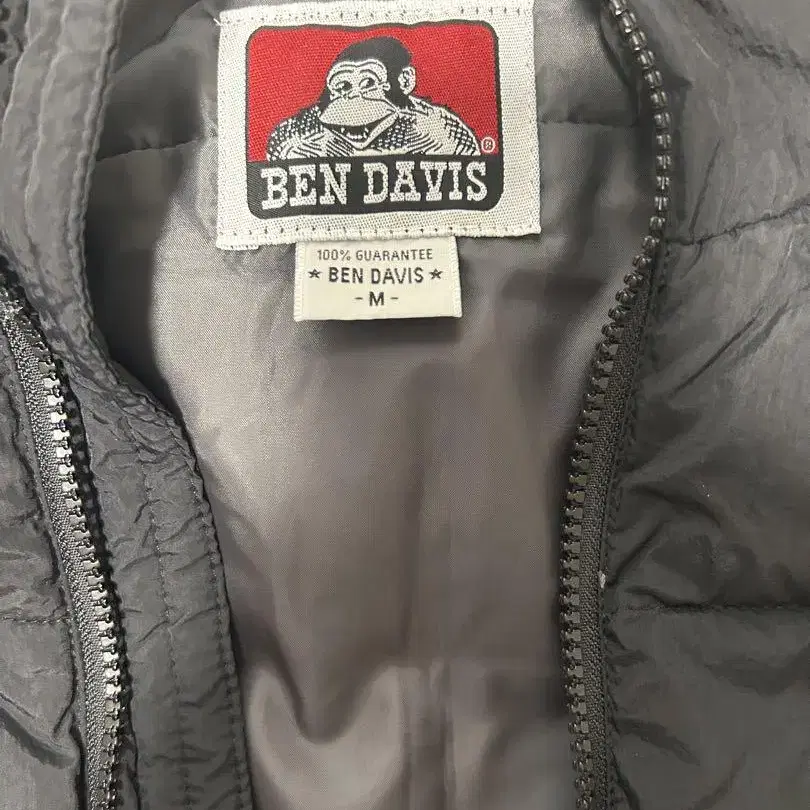 ®
BEN DAVIS
100% GUARANTEE
★ BEN DAVIS ★
- M -